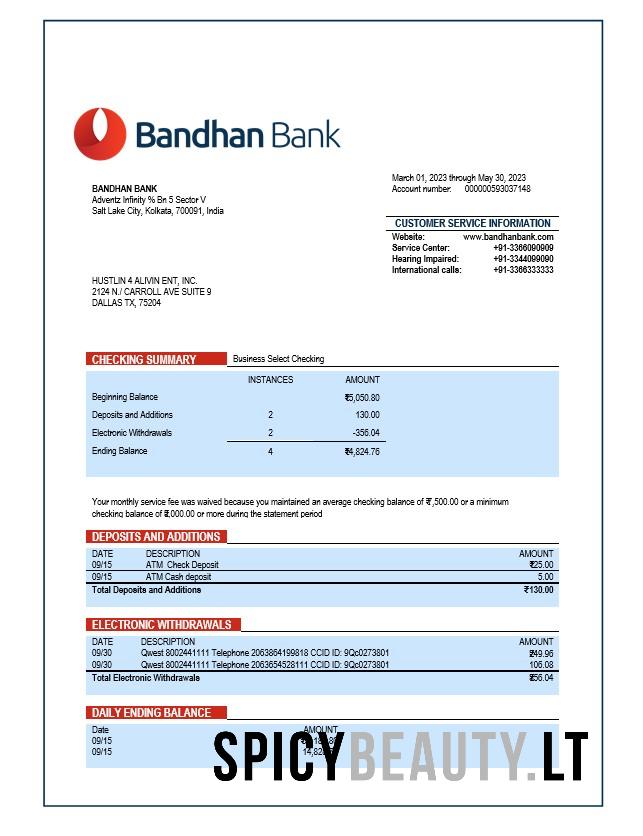 Bandhan Bank
March 01, 2023 through May 30, 2023
Account number: 000000593037148
BANDHAN BANK
Adventz Infinity % Bn 5 Sector V
Salt Lake City, Kolkata, 700091, India
CUSTOMER SERVICE INFORMATION
Website: www.bandhanbank.com
Service Center: +91-3366090909
Hearing Impaired: +91-3344099090
International calls: +91-3366333333
HUSTLIN 4 ALIVIN ENT, INC.
2124 N./ CARROLL AVE SUITE 9
DALLAS TX, 75204
CHECKING SUMMARY Business Select Checking
INSTANCES AMOUNT
Beginning Balance ₹5,050.80
Deposits and Additions 2 130.00
Electronic Withdrawals 2 -356.04
Ending Balance 4 ₹4,824.76
Your monthly service fee was waived because you maintained an average checking balance of ₹7,500.00 or a minimum
checking balance of ₹2,000.00 or more during the statement period
DEPOSITS AND ADDITIONS
DATE DESCRIPTION AMOUNT
09/15 ATM Check Deposit ₹25.00
09/15 ATM Cash deposit 5.00
Total Deposits and Additions ₹130.00
ELECTRONIC WITHDRAWALS
DATE DESCRIPTION AMOUNT
09/30 Qwest 8002441111 Telephone 2063864199818 CCID ID: 9Qc0273801 249.96
09/30 Qwest 8002441111 Telephone 2063654528111 CCID ID: 9Qc0273801 106.08
Total Electronic Withdrawals ₹356.04
DAILY ENDING BALANCE
Date AMOUNT
09/15
09/15
SPICYBEAUTY.LT